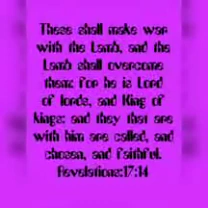 These shall make war
with the Lamb, and the
Lamb shall overcome
them: for he is Lord
of lords, and King of
kings: and they that are
with him are called, and
chosen, and faithful.
Revelations:17:14